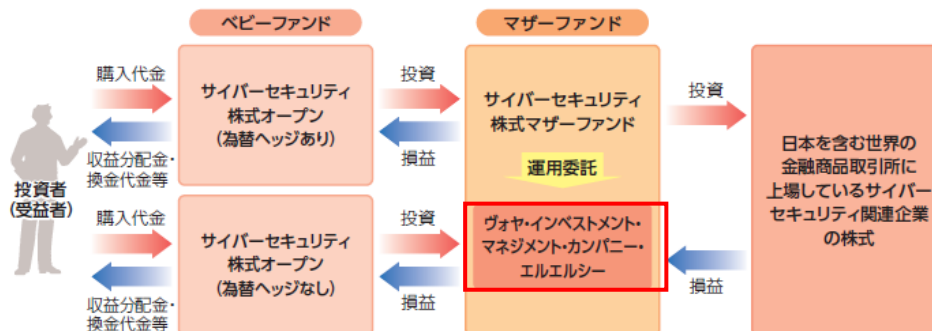 ベビーファンド
マザーファンド
購入代金
収益分配金・
換金代金等
投資者
(受益者)
購入代金
収益分配金・
換金代金等
サイバーセキュリティ
株式オープン
(為替ヘッジあり)
サイバーセキュリティ
株式オープン
(為替ヘッジなし)
投資
損益
投資
損益
サイバーセキュリティ
株式マザーファンド
運用委託
ヴォヤ・インベストメント・
マネジメント・カンパニー・
エルエルシー
投資
損益
日本を含む世界の
金融商品取引所に
上場しているサイバー
セキュリティ関連企業
の株式